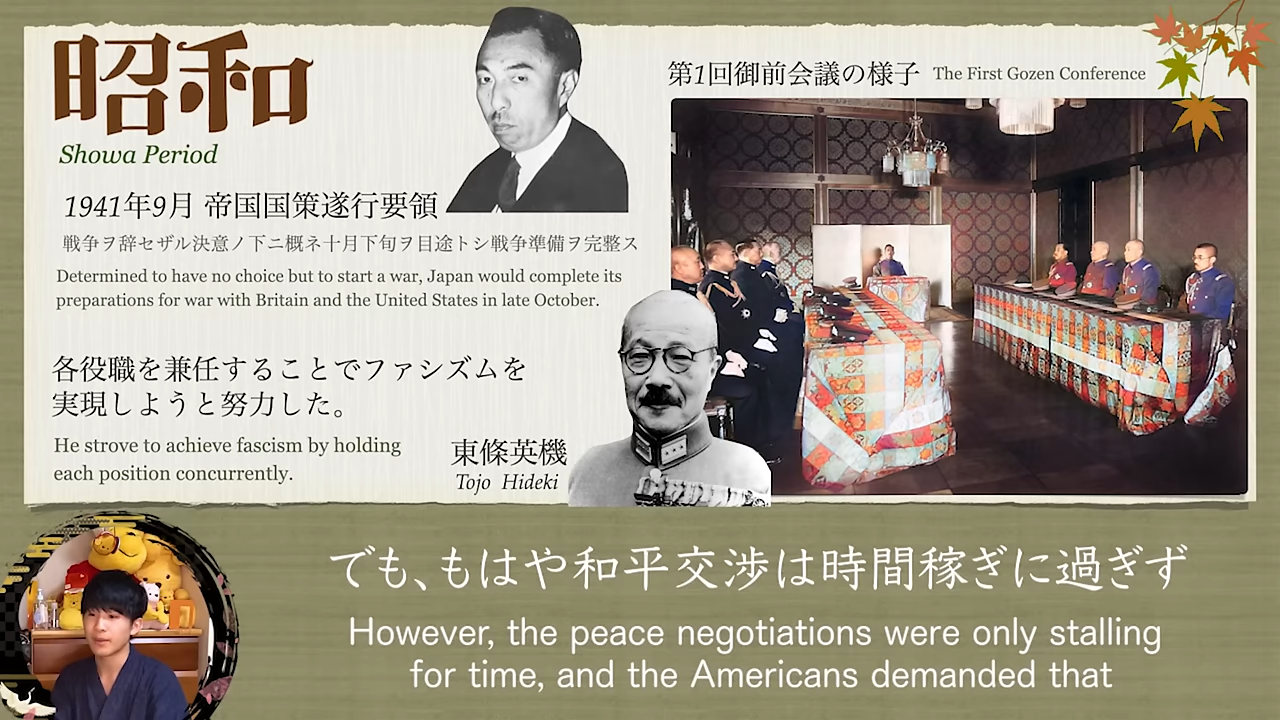 昭和
Showa Period
1941年9月 帝国国策遂行要領
戦争ヲ辞セザル決意ノ下ニ概ネ十月下旬ヲ目途トシ戦争準備ヲ完整ス
Determined to have no choice but to start a war, Japan would complete its
preparations for war with Britain and the United States in late October.
各役職を兼任することでファシズムを
実現しようと努力した。
He strove to achieve fascism by holding
each position concurrently.
東條英機
Tojo Hideki
第1回御前会議の様子 The First Gozen Conference
でも、もはや和平交渉は時間稼ぎに過ぎず
However, the peace negotiations were only stalling
for time, and the Americans demanded that